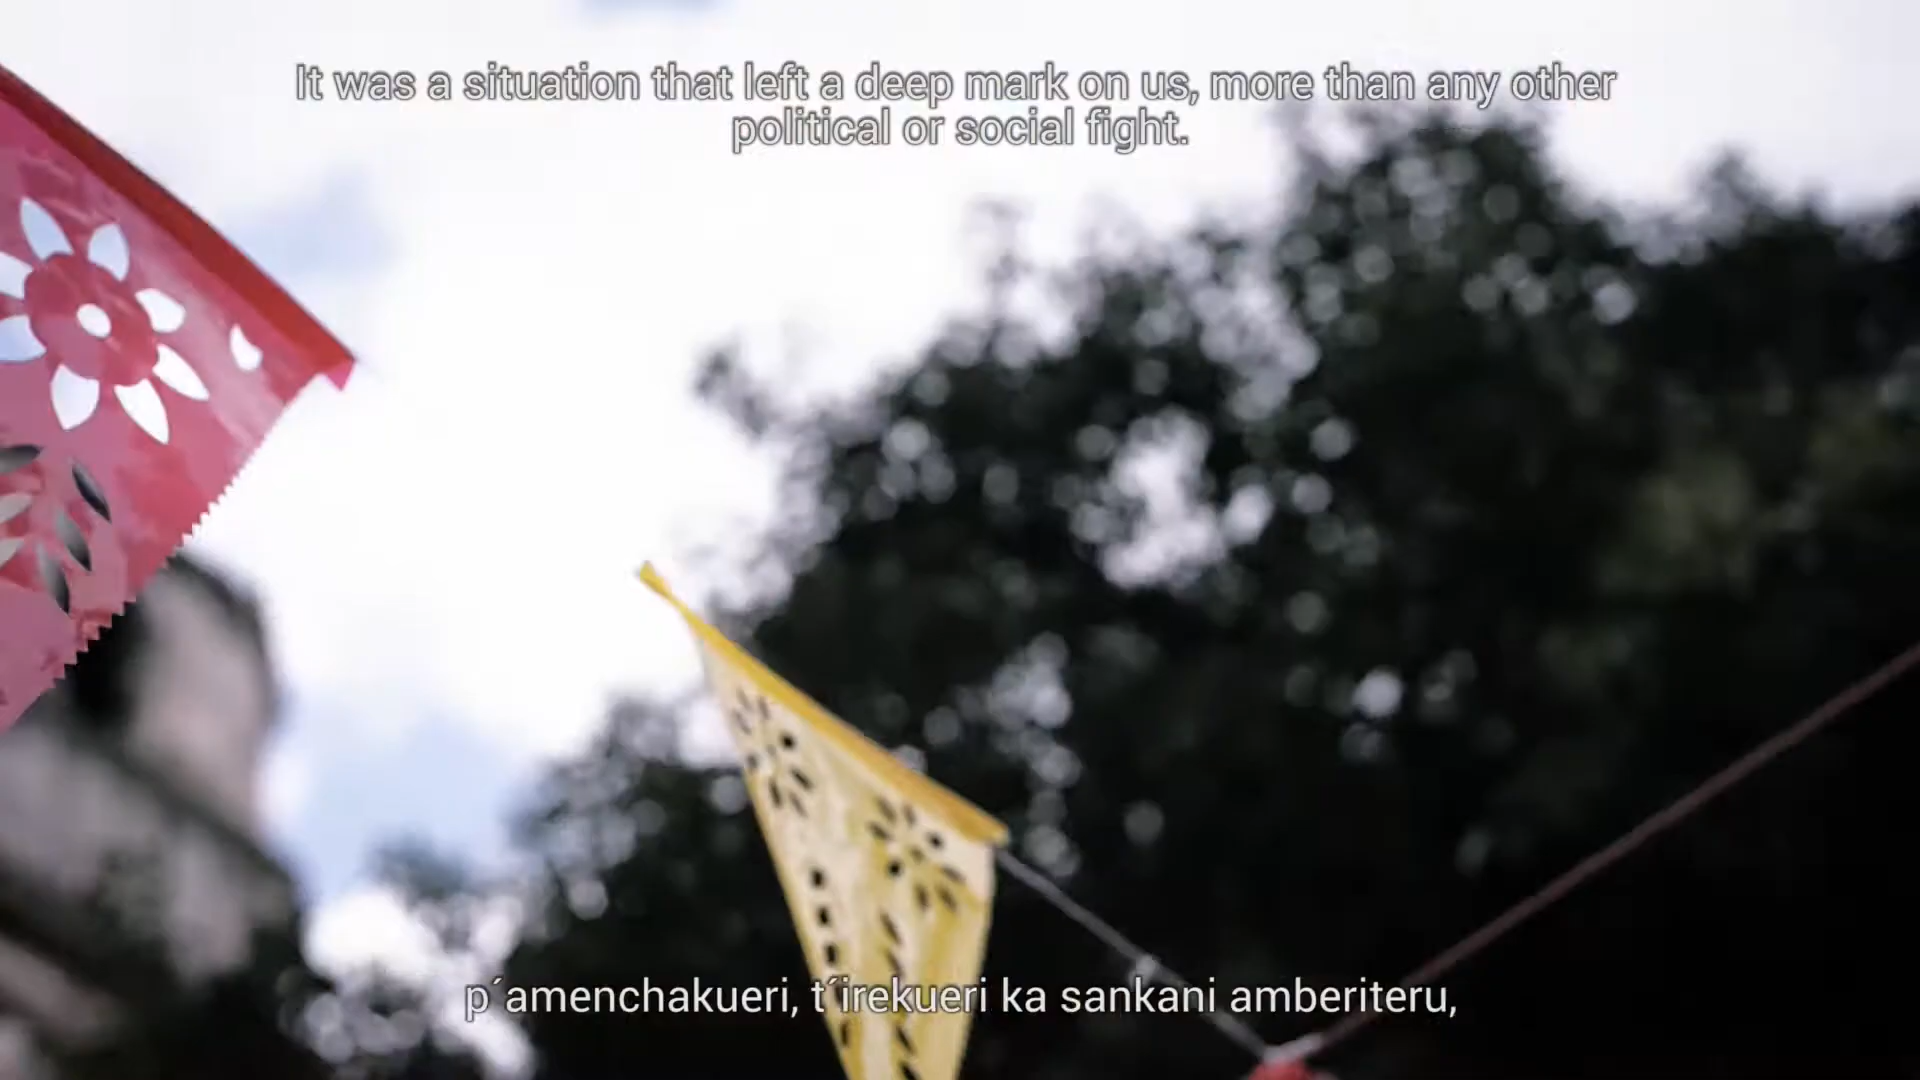 It was a situation that left a deep mark on us, more than any other
political or social fight.
p´amenchakueri, t´irekueri ka sankani amberiteru,